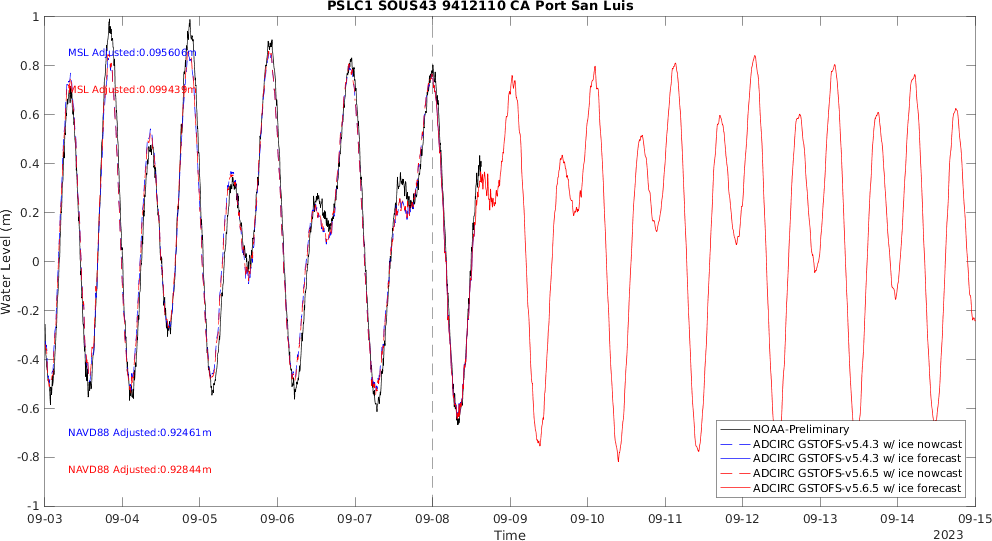 PSLC1 SOUS43 9412110 CA Port San Luis
1
0.8
0.6
0.4
0.2
0
-0.2
-0.4
-0.6
-0.8
-1
Water Level (m)
MSL Adjusted:0.095606m
MSL Adjusted:0.099439m
NAVD88 Adjusted:0.92461m
NAVD88 Adjusted:0.92844m
NOAA-Preliminary
ADCIRC GSTOFS-v5.4.3 w/ ice nowcast
ADCIRC GSTOFS-v5.4.3 w/ ice forecast
ADCIRC GSTOFS-v5.6.5 w/ ice nowcast
ADCIRC GSTOFS-v5.6.5 w/ ice forecast
09-03 09-04 09-05 09-06 09-07 09-08 09-09 09-10 09-11 09-12 09-13 09-14 09-15
Time
2023